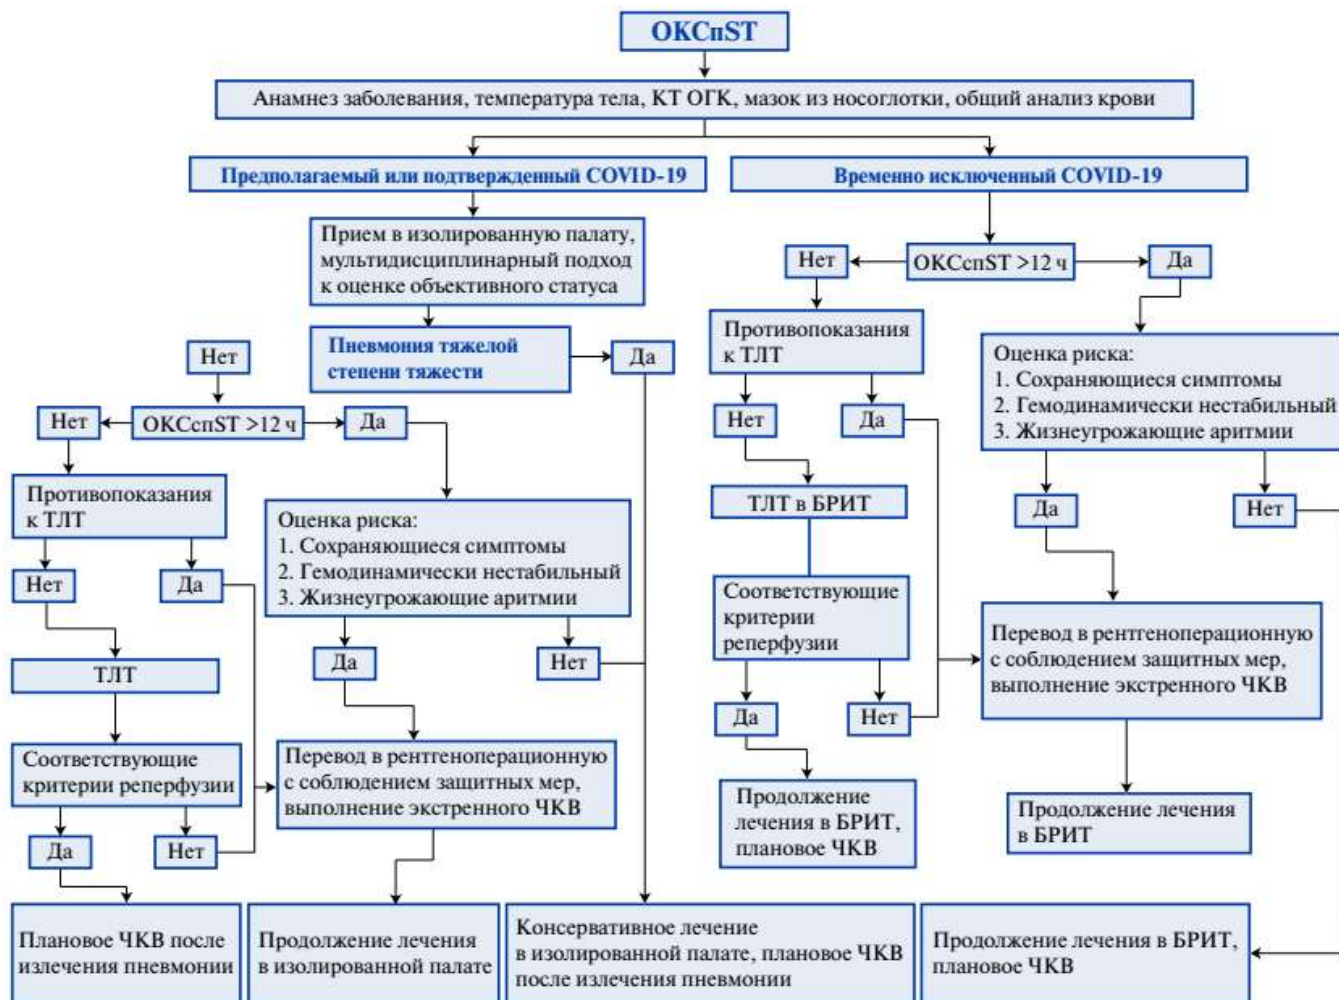 ОКСпST
Анамнез заболевания, температура тела, КТ ОГК, мазок из носоглотки, общий анализ крови
Предполагаемый или подтвержденный COVID-19
Временно исключенный COVID-19
Прием в изолированную палату,
мультидисциплинарный подход
к оценке объективного статуса
Нет
ОКСспST >12 ч
Да
Пневмония тяжелой
степени тяжести
Да
Нет
Нет
ОКСспST >12 ч
Да
Противопоказания
к ТЛТ
Нет
Да
Оценка риска:
1. Сохраняющиеся симптомы
2. Гемодинамически нестабильный
3. Жизнеугрожающие аритмии
Да
Нет
Противопоказания
к ТЛТ
Нет
Да
Оценка риска:
1. Сохраняющиеся симптомы
2. Гемодинамически нестабильный
3. Жизнеугрожающие аритмии
Да
Нет
ТЛТ в БРИТ
Соответствующие
критерии
реперфузии
Да
Нет
Перевод в рентгеноперационную
с соблюдением защитных мер,
выполнение экстренного ЧКВ
ТЛТ
Соответствующие
критерии реперфузии
Да
Нет
Перевод в рентгеноперационную
с соблюдением защитных мер,
выполнение экстренного ЧКВ
Продолжение
лечения в БРИТ,
плановое ЧКВ
Продолжение лечения
в БРИТ
Плановое ЧКВ после
излечения пневмонии
Продолжение лечения
в изолированной палате
Консервативное лечение
в изолированной палате, плановое ЧКВ
после излечения пневмонии
Продолжение лечения в БРИТ,
плановое ЧКВ